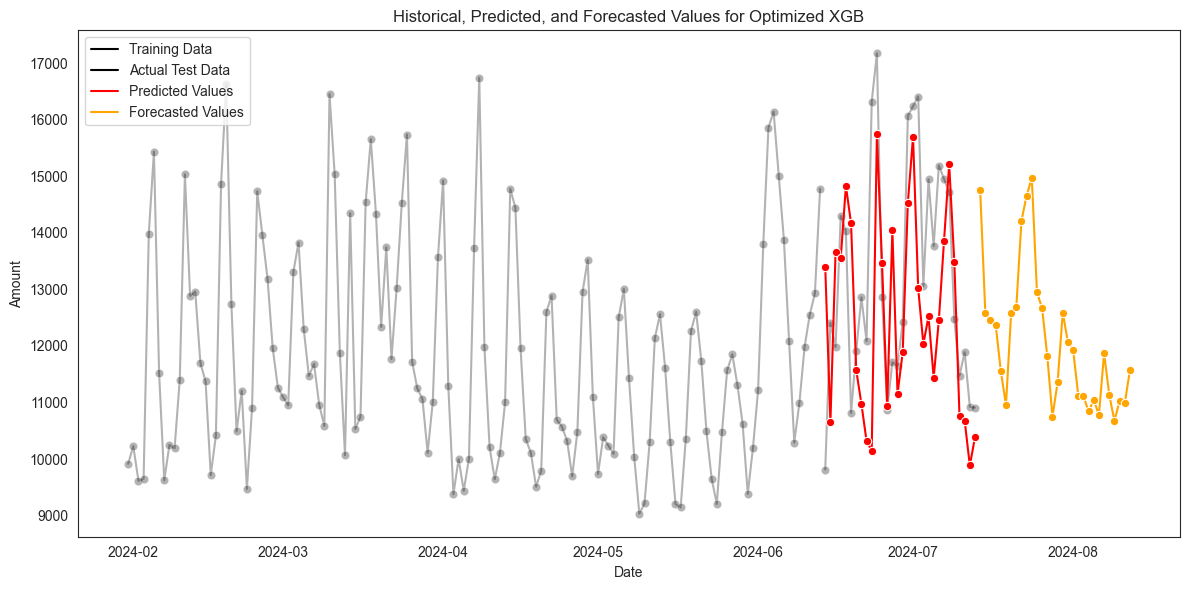 Historical, Predicted, and Forecasted Values for Optimized XGB
Training Data
Actual Test Data
Predicted Values
Forecasted Values
17000
16000
15000
14000
13000
12000
11000
10000
9000
Amount
2024-02
2024-03
2024-04
2024-05
2024-06
2024-07
2024-08
Date